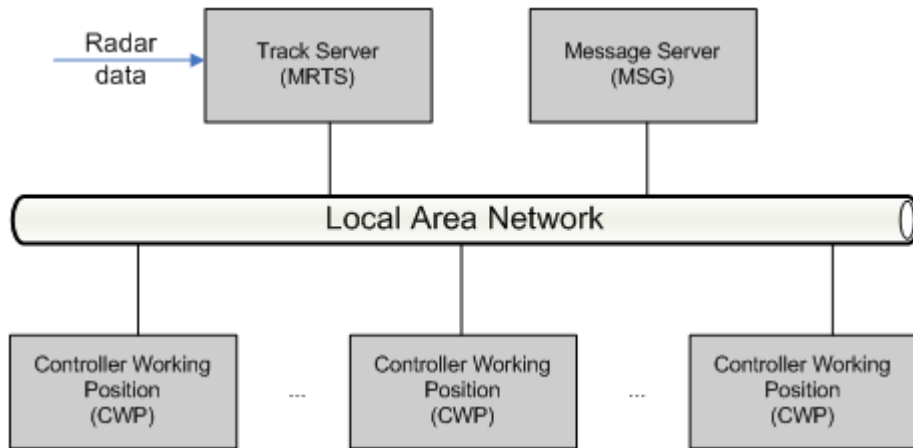 Radar
data
Track Server
(MRTS)
Message Server
(MSG)
Local Area Network
Controller Working
Position
(CWP)
...
Controller Working
Position
(CWP)
...
Controller Working
Position
(CWP)